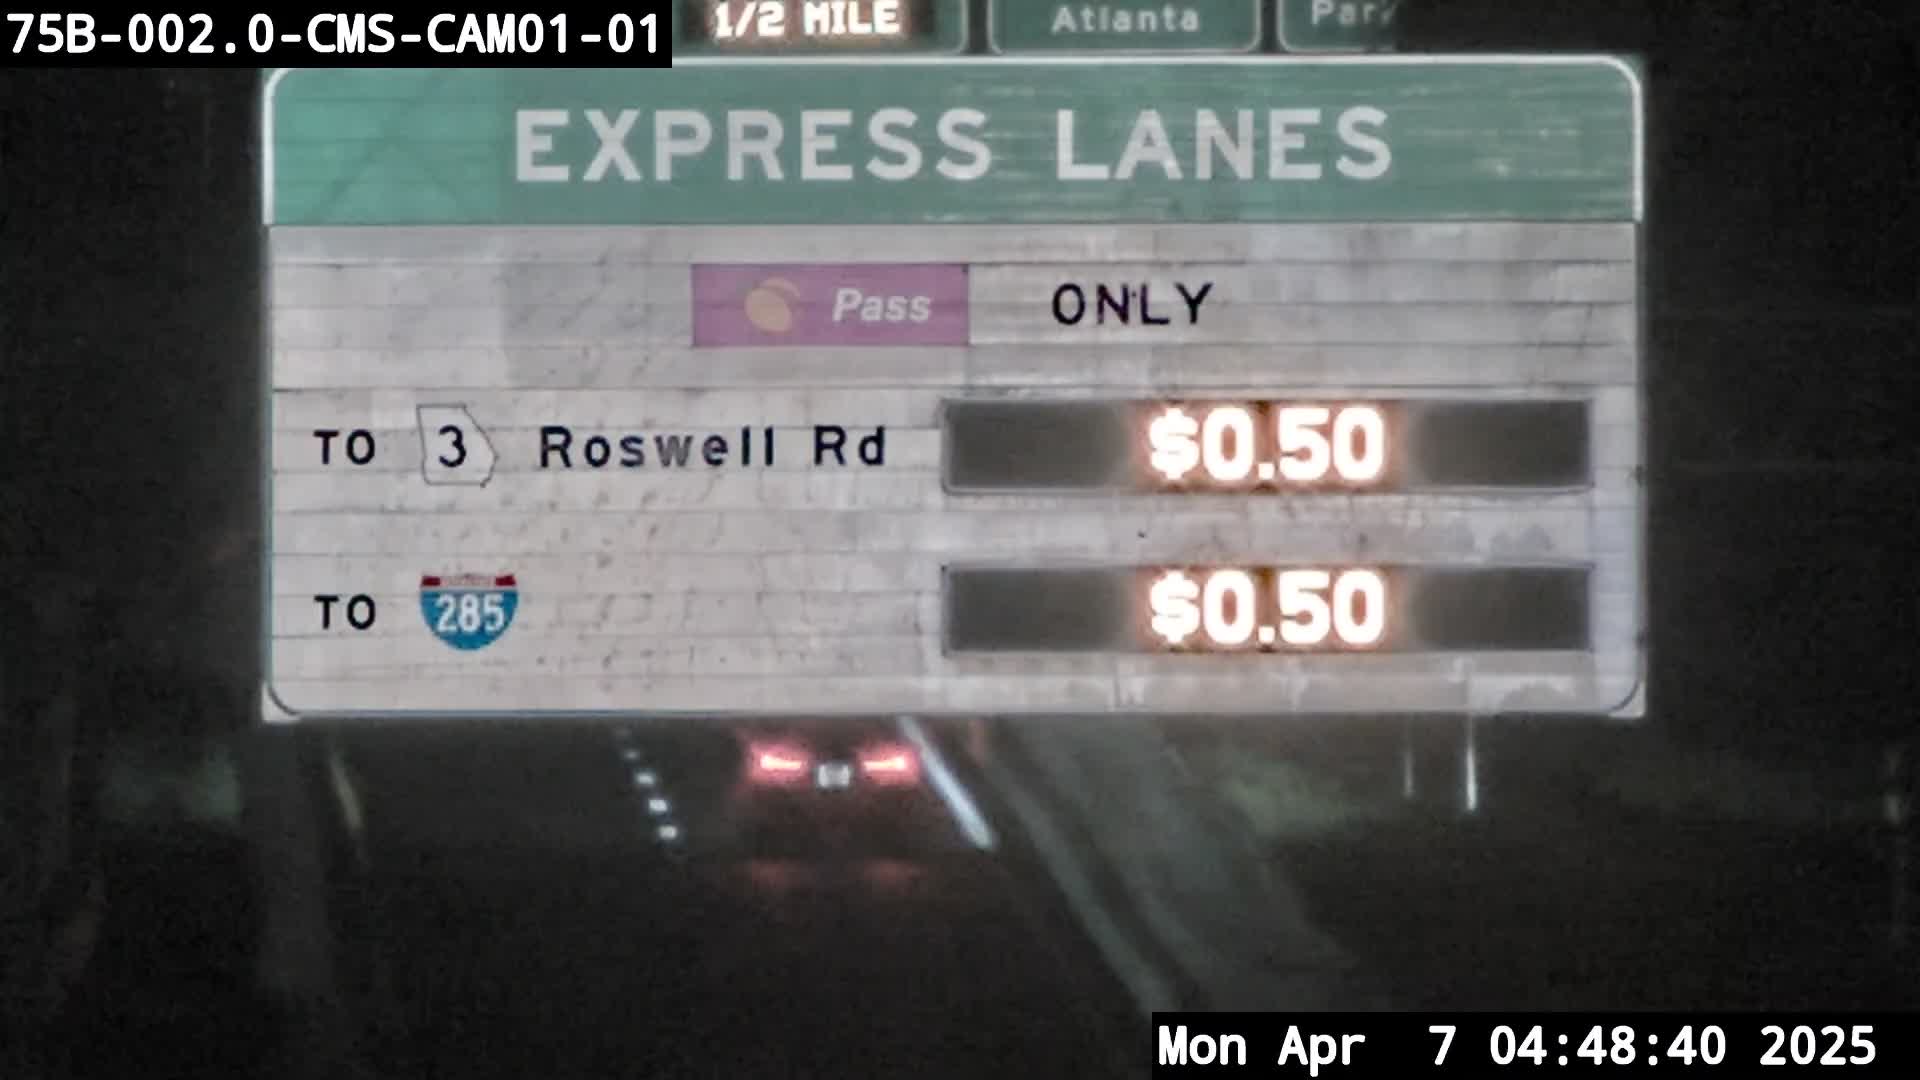 75B-002.0-CMS-CAM01-01
1/2 MILE
Atlanta
EXPRESS LANES
Pass ONLY
TO 3 Roswell Rd $0.50
TO 285 $0.50
Mon Apr 7 04:48:40 2025